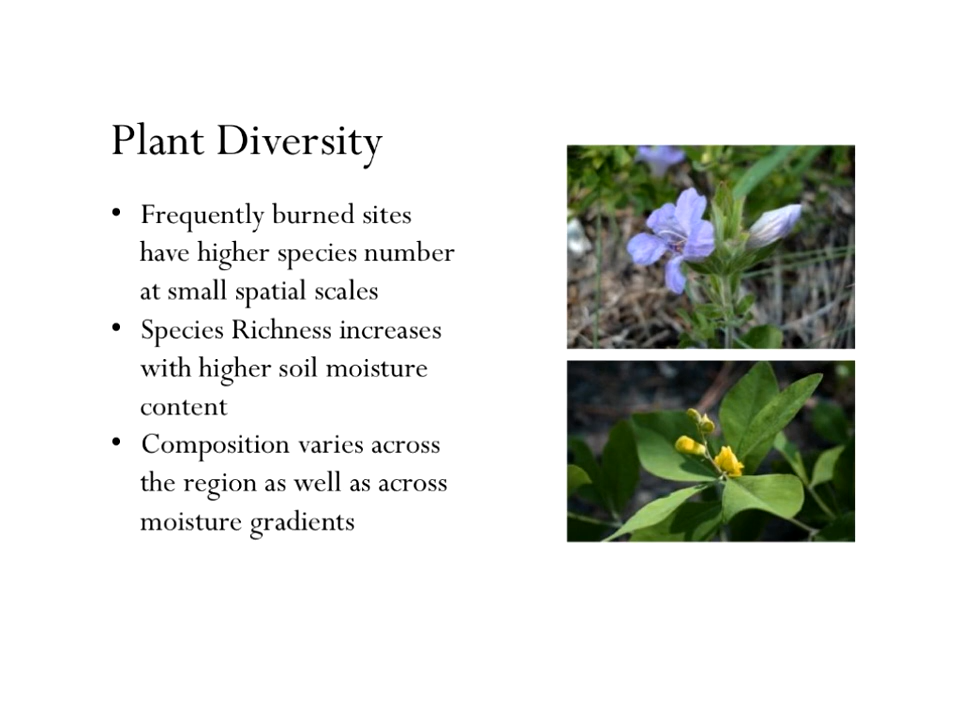 Plant Diversity
• Frequently burned sites
have higher species number
at small spatial scales
• Species Richness increases
with higher soil moisture
content
• Composition varies across
the region as well as across
moisture gradients